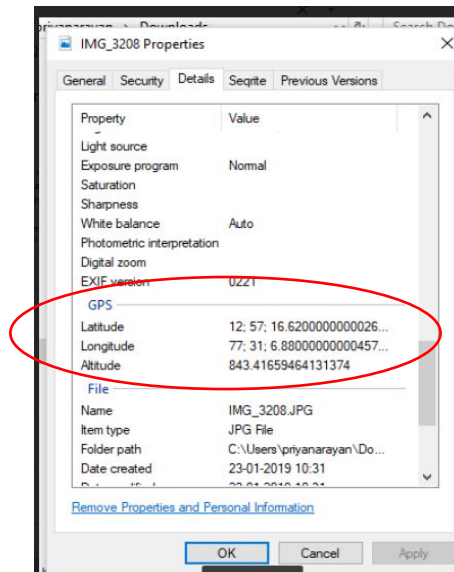 Downloads
IMG_3208 Properties
General Security Details Seqrite Previous Versions
Property Value
Light source
Exposure program Normal
Saturation
Sharpness
White balance Auto
Photometric interpretation
Digital zoom
EXIF version 0221
GPS
Latitude 12; 57; 16.6200000000026...
Longitude 77; 31; 6.88000000000457...
Altitude 843.41659464131374
File
Name IMG_3208.JPG
Item type JPG File
Folder path C:\Users\priyanarayan\Do...
Date created 23-01-2019 10:31
Remove Properties and Personal Information
OK Cancel Apply